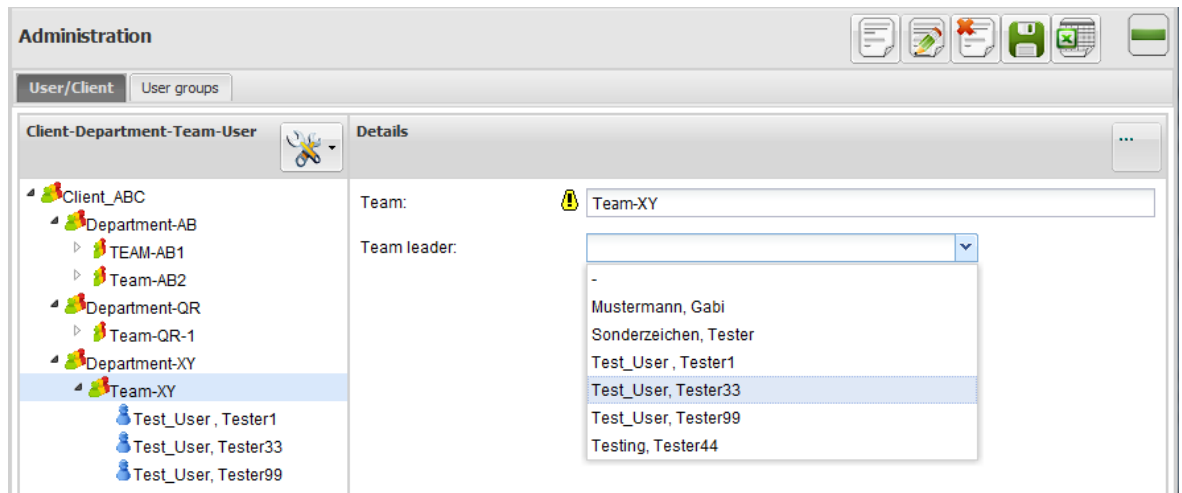 Administration
User/Client User groups
Client-Department-Team-User
Details
...
Client_ABC
Department-AB
TEAM-AB1
Team-AB2
Department-QR
Team-QR-1
Department-XY
Team-XY
Test_User , Tester1
Test_User, Tester33
Test_User, Tester99
Team: Team-XY
Team leader:
-
Mustermann, Gabi
Sonderzeichen, Tester
Test_User , Tester1
Test_User, Tester33
Test_User, Tester99
Testing, Tester44